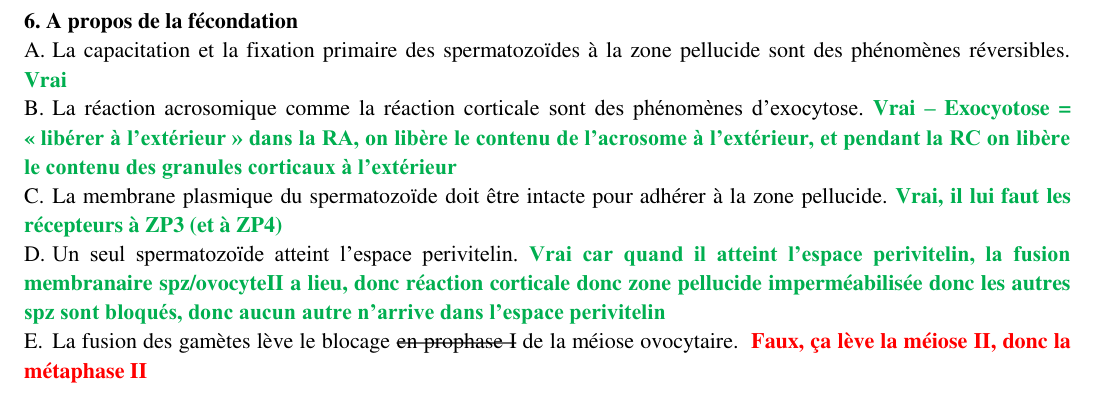 6. A propos de la fécondation
A. La capacitation et la fixation primaire des spermatozoïdes à la zone pellucide sont des phénomènes réversibles.
Vrai
B. La réaction acrosomique comme la réaction corticale sont des phénomènes d’exocytose. Vrai – Exocyotose =
« libérer à l’extérieur » dans la RA, on libère le contenu de l’acrosome à l’extérieur, et pendant la RC on libère
le contenu des granules corticaux à l’extérieur
C. La membrane plasmique du spermatozoïde doit être intacte pour adhérer à la zone pellucide. Vrai, il lui faut les
récepteurs à ZP3 (et à ZP4)
D. Un seul spermatozoïde atteint l’espace perivitelin. Vrai car quand il atteint l’espace perivitelin, la fusion
membranaire spz/ovocyteII a lieu, donc réaction corticale donc zone pellucide imperméabilisée donc les autres
spz sont bloqués, donc aucun autre n’arrive dans l’espace perivitelin
E. La fusion des gamètes lève le blocage en prophase I de la méiose ovocytaire. Faux, ça lève la méiose II, donc la
métaphase II